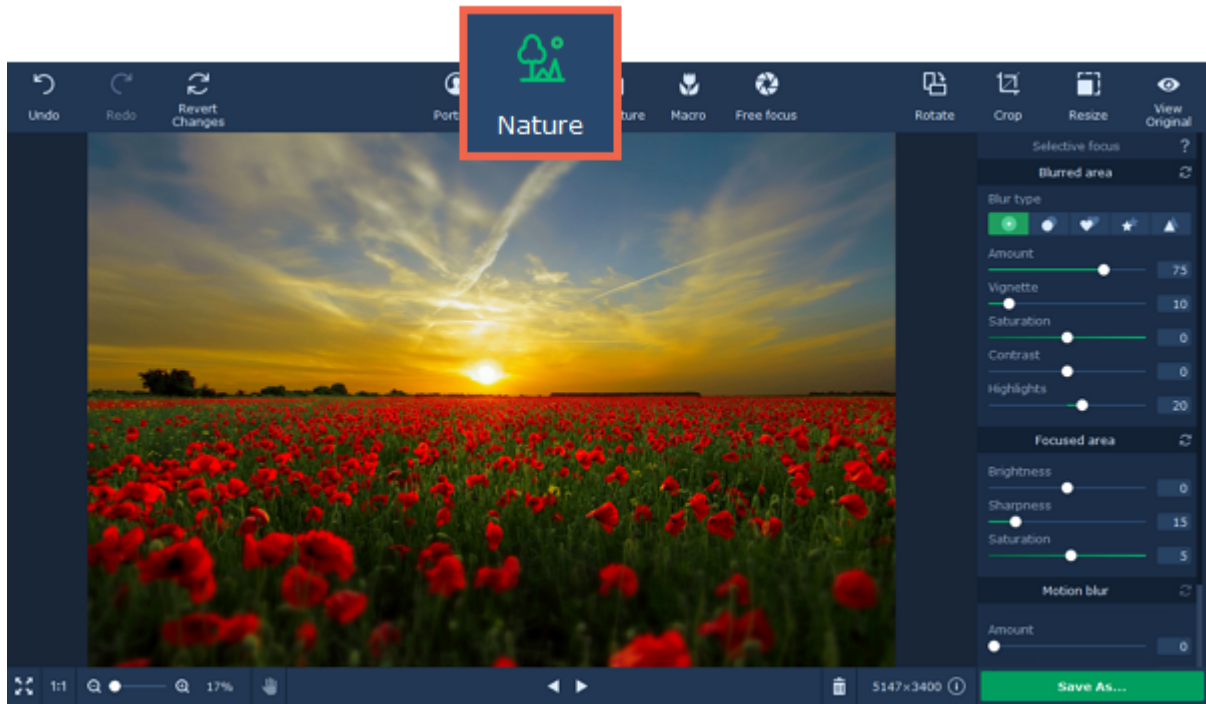 Nature
Undo
Redo
Revert
Changes
Port
ture
Macro
Free focus
Rotate
Crop
Resize
View
Original
Selective focus ?
Blurred area
Blur type
Amount
75
Vignette
10
Saturation
0
Contrast
0
Highlights
20
Focused area
Brightness
0
Sharpness
15
Saturation
5
Motion blur
Amount
0
1:1
17%
5147×3400
Save As...